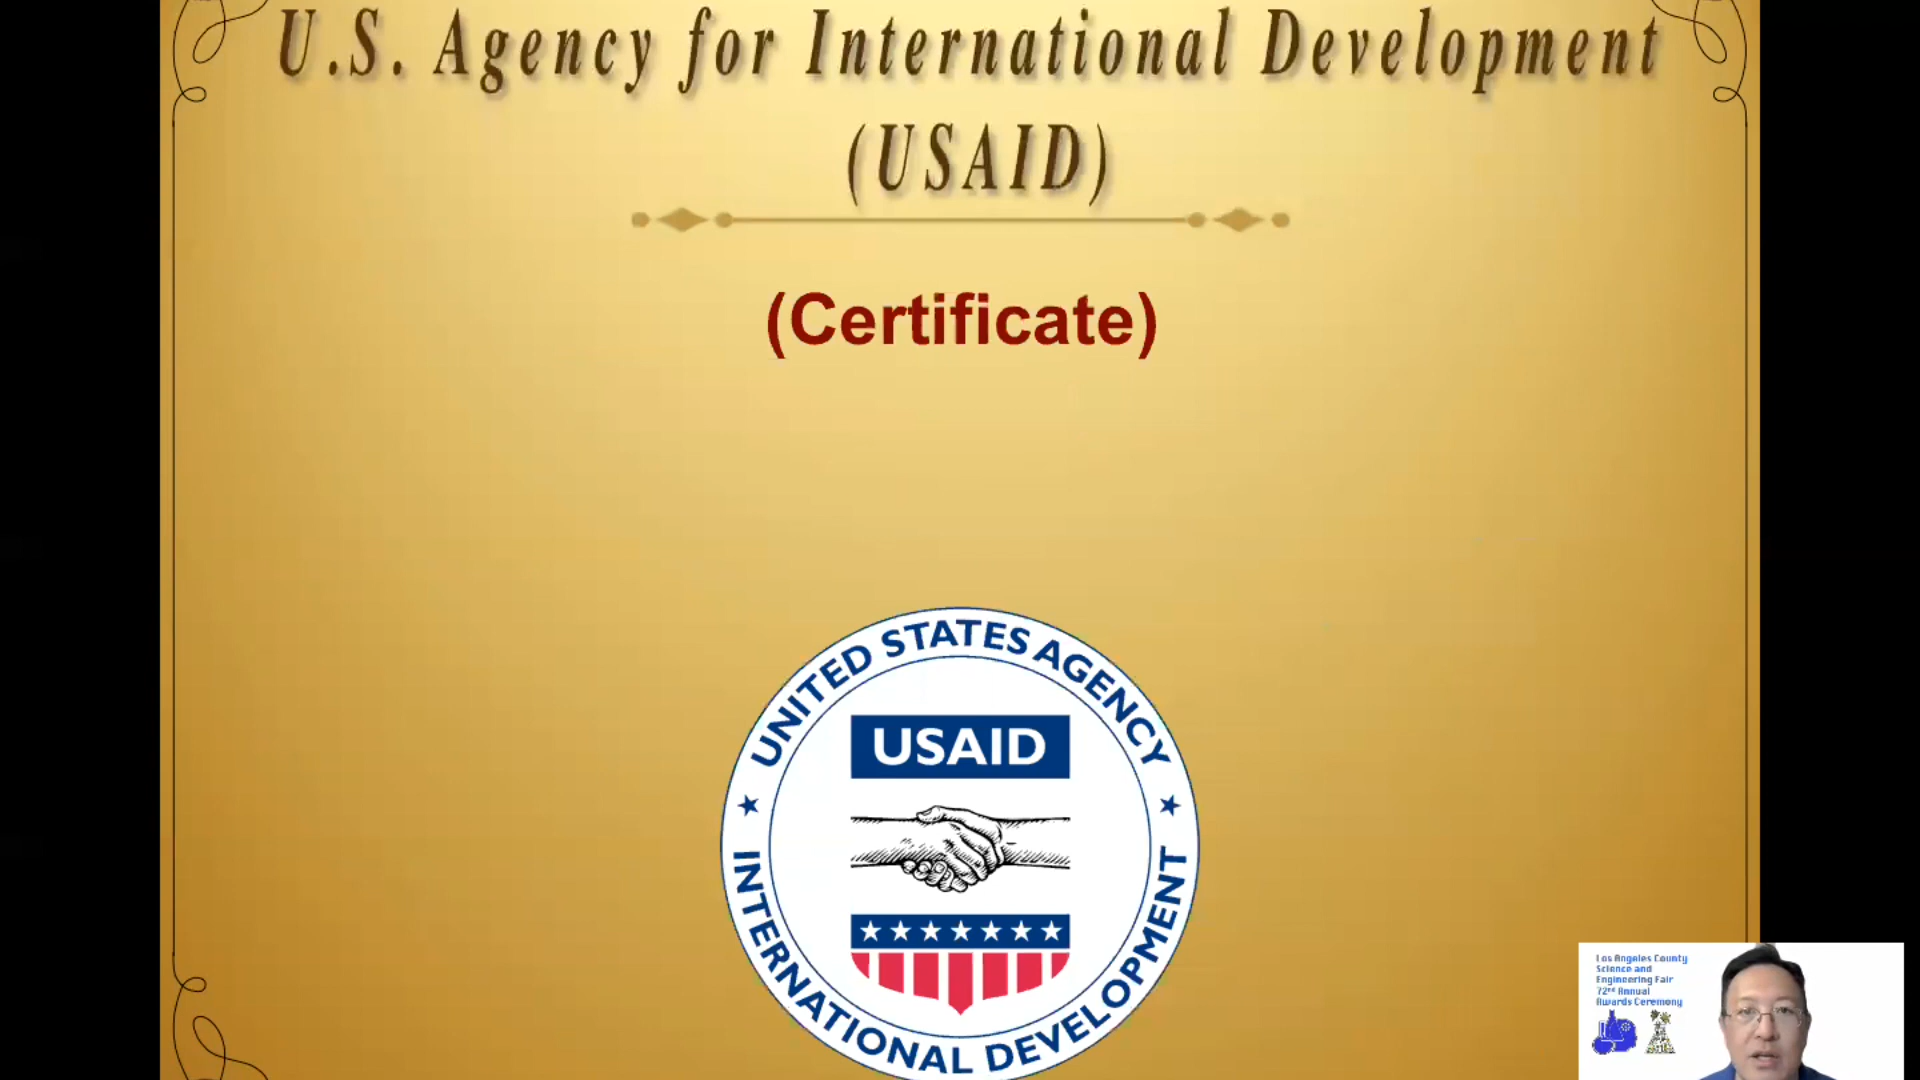 U.S. Agency for International Development
(USAID)
(Certificate)
UNITED STATES AGENCY
USAID
INTERNATIONAL DEVELOPMENT
Los Angeles County
Science and
Engineering Fair
72nd Annual
Awards Ceremony